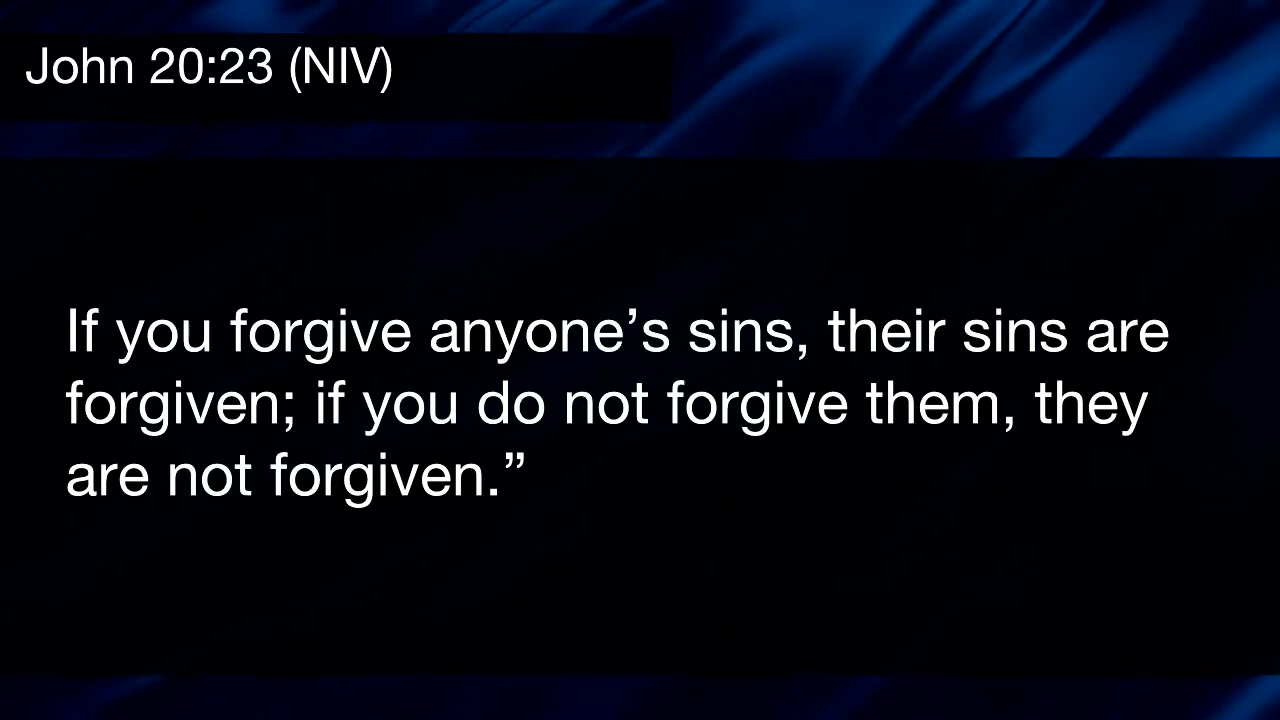 John 20:23 (NIV)
If you forgive anyone’s sins, their sins are
forgiven; if you do not forgive them, they
are not forgiven.”